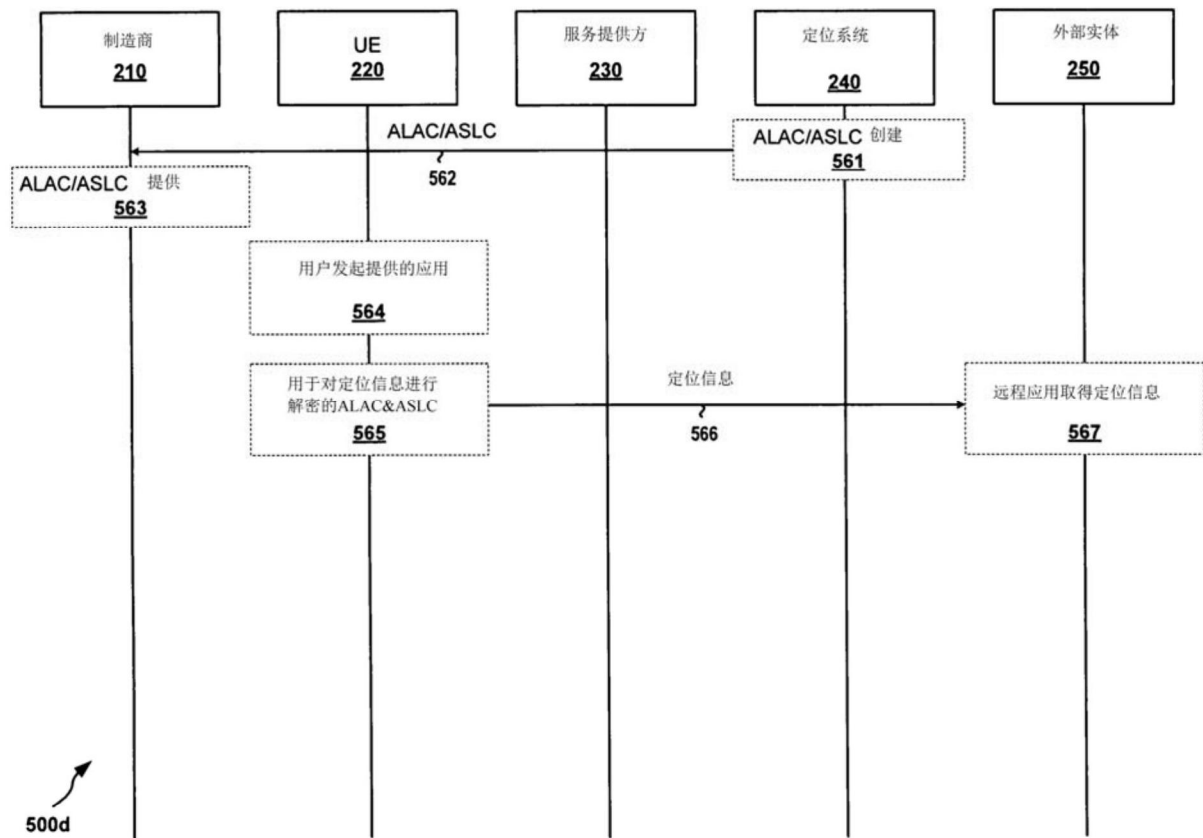 制造商
210
UE
220
服务提供方
230
定位系统
240
外部实体
250
ALAC/ASLC
562
ALAC/ASLC 创建
561
ALAC/ASLC 提供
563
用户发起提供的应用
564
用于对定位信息进行
解密的ALAC&ASLC
565
定位信息
566
远程应用取得定位信息
567
500d